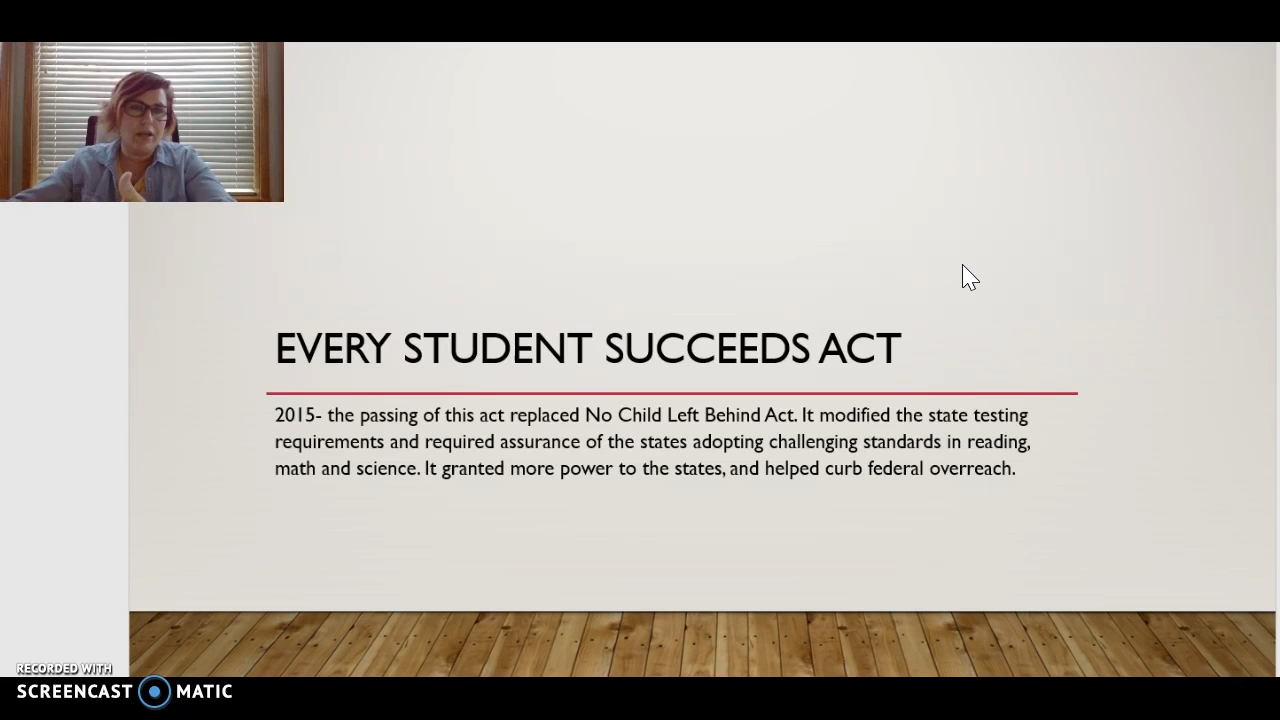 EVERY STUDENT SUCCEEDS ACT
2015- the passing of this act replaced No Child Left Behind Act. It modified the state testing
requirements and required assurance of the states adopting challenging standards in reading,
math and science. It granted more power to the states, and helped curb federal overreach.
RECORDED WITH
SCREENCAST MATIC